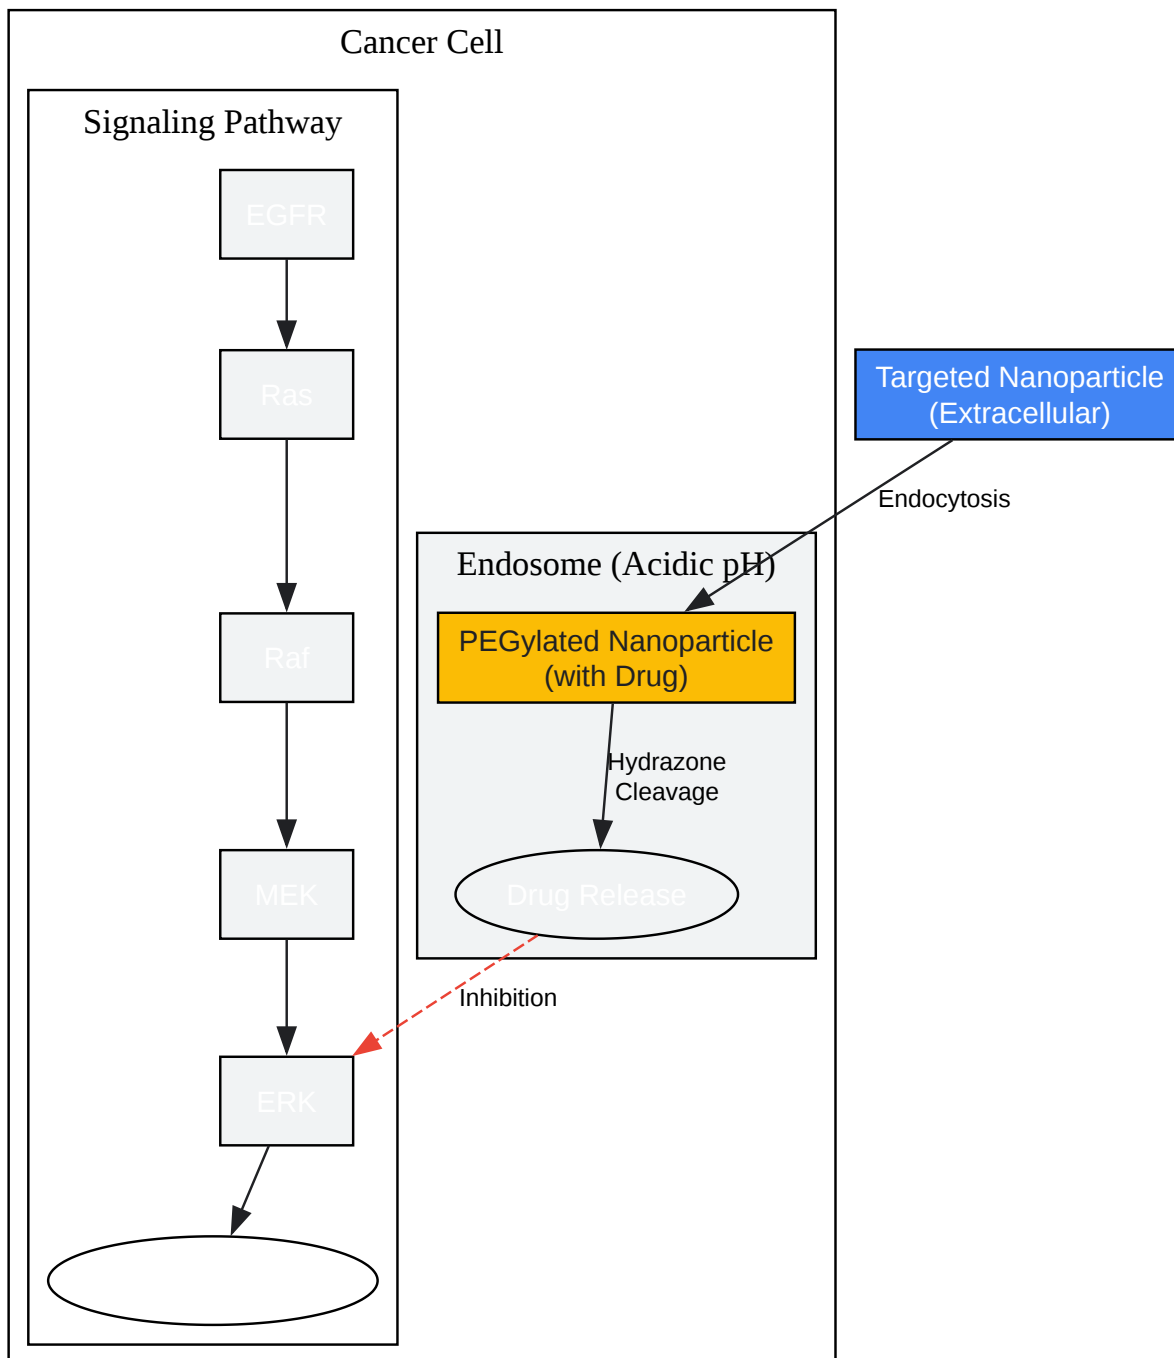 Cancer Cell
Signaling Pathway
EGFR
Ras
Targeted Nanoparticle
(Extracellular)
Endocytosis
Endosome (Acidic pH)
PEGylated Nanoparticle
(with Drug)
Raf
Hydrazone
Cleavage
MEK
Drug Release
Inhibition
ERK